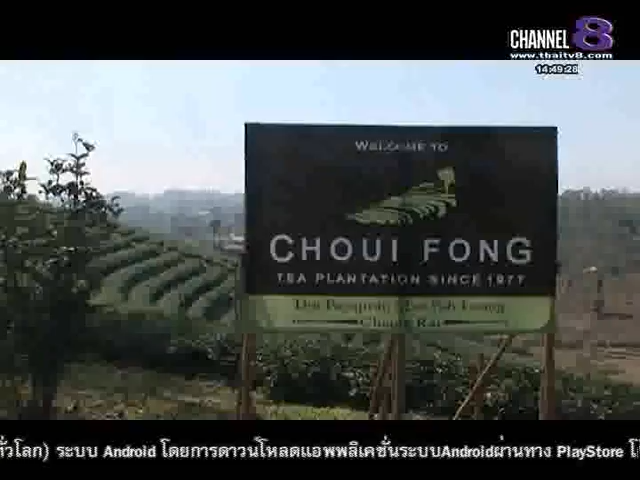 CHANNEL 8
www.thaitv8.com
14:49:28
WELCOME TO
CHOUI FONG
TEA PLANTATION SINCE 1977
Chiang Rai
ทั่วโลก) ระบบ Android โดยการดาวน์โหลดแอพพลิเคชั่นระบบAndroidผ่านทาง PlayStore